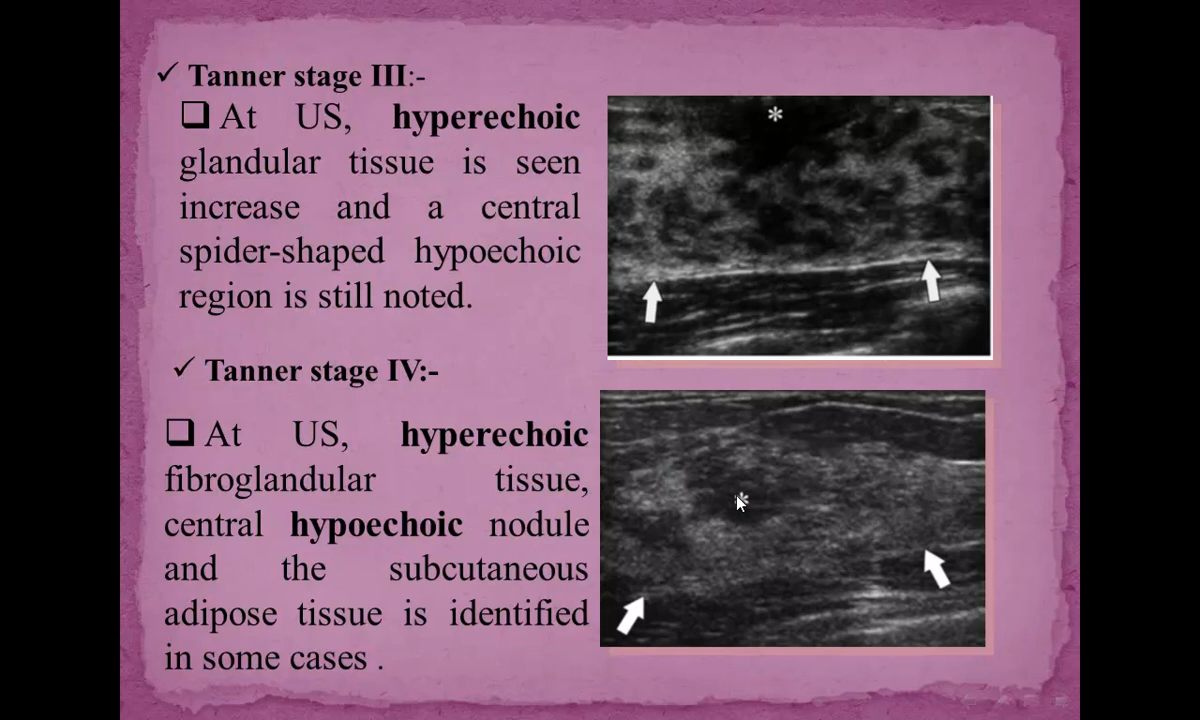 ✓ Tanner stage III:-
❑ At US, hyperechoic
glandular tissue is seen
increase and a central
spider-shaped hypoechoic
region is still noted.
✓ Tanner stage IV:-
❑ At US, hyperechoic
fibroglandular tissue,
central hypoechoic nodule
and the subcutaneous
adipose tissue is identified
in some cases .
*
*